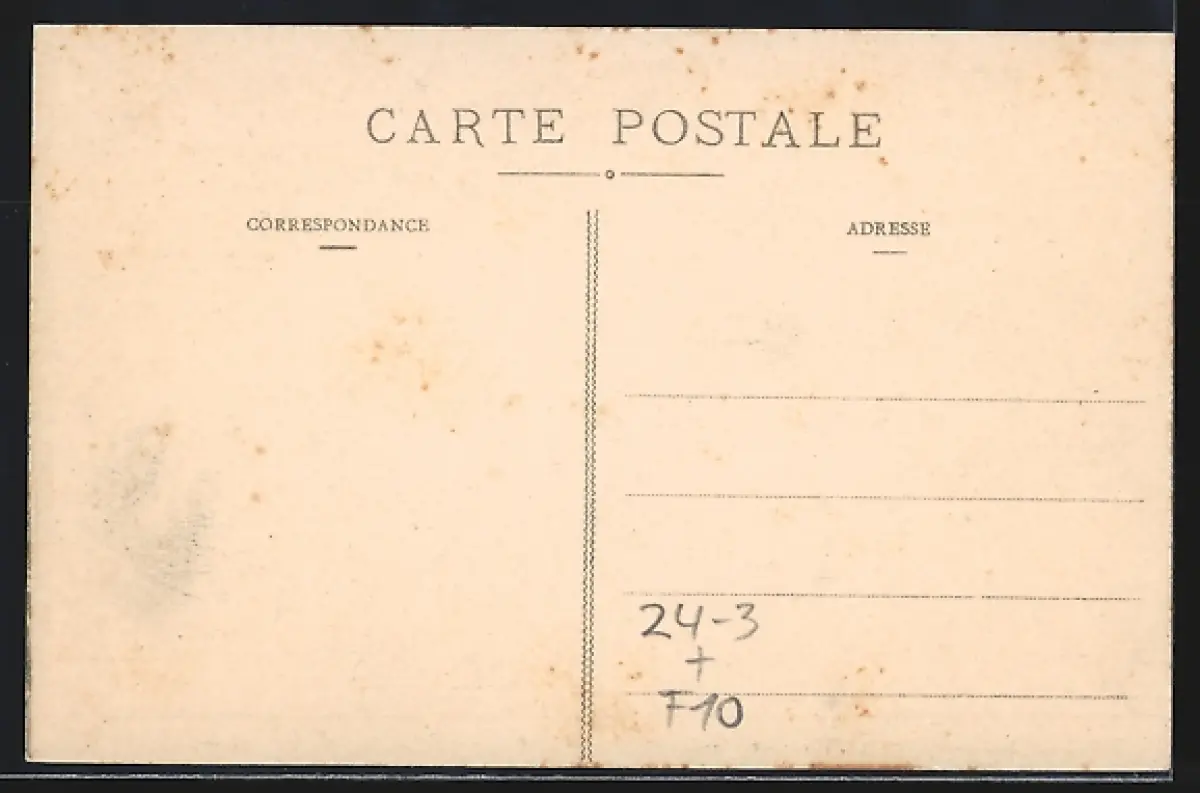 CARTE POSTALE
CORRESPONDANCE
ADRESSE
24-3
+
F10